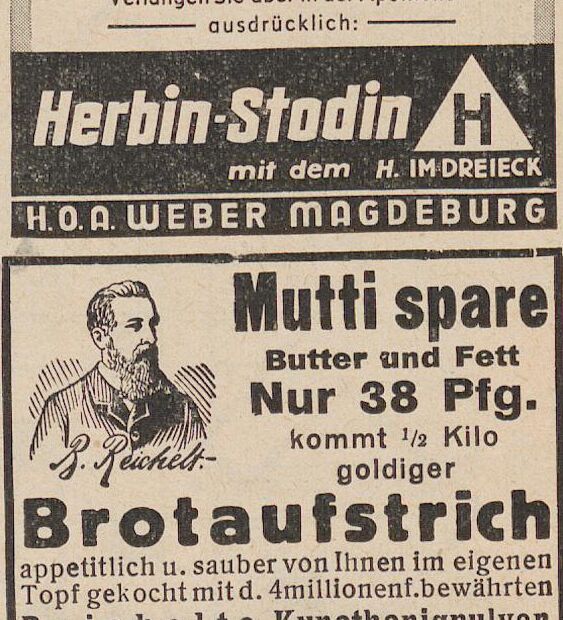 ausdrücklich:
Herbin-Stodin
H
mit dem H. IM DREIECK
H.O.A. WEBER MAGDEBURG
Mutti spare
Butter und Fett
Nur 38 Pfg.
kommt ½ Kilo
goldiger
B. Reichelt.-
Brotaufstrich
appetitlich u. sauber von Ihnen im eigenen
Topf gekocht mit d. 4millionenf. bewährten